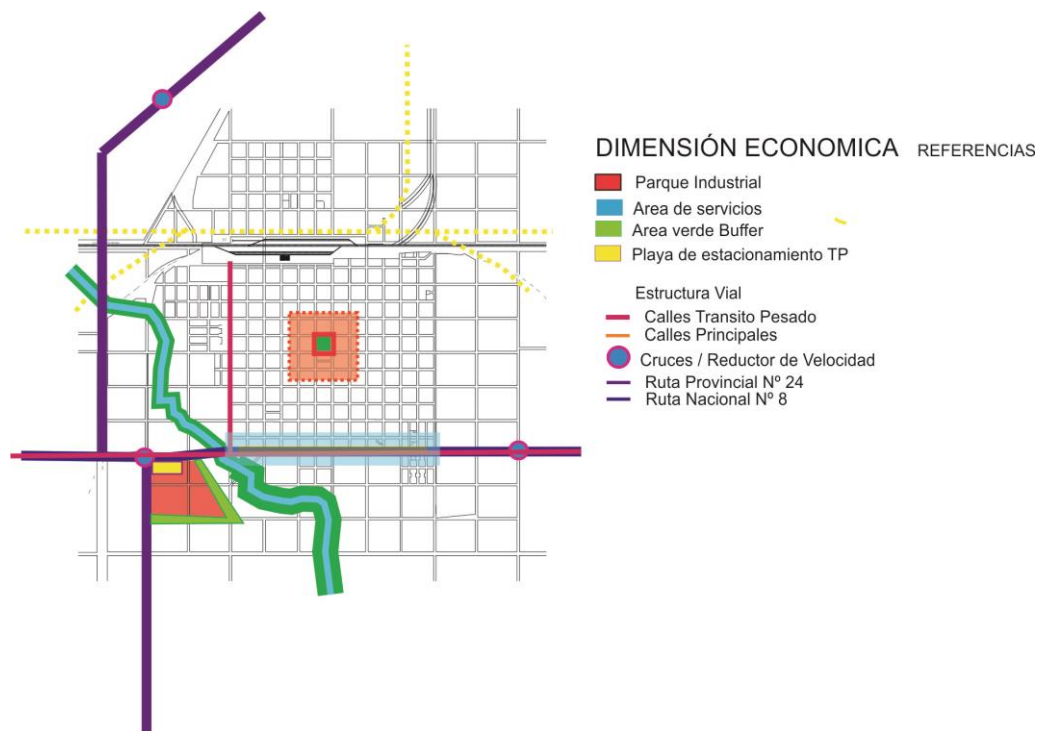 DIMENSIÓN ECONOMICA REFERENCIAS
Parque Industrial
Area de servicios
Area verde Buffer
Playa de estacionamiento TP
Estructura Vial
Calles Transito Pesado
Calles Principales
Cruces / Reductor de Velocidad
Ruta Provincial Nº 24
Ruta Nacional Nº 8